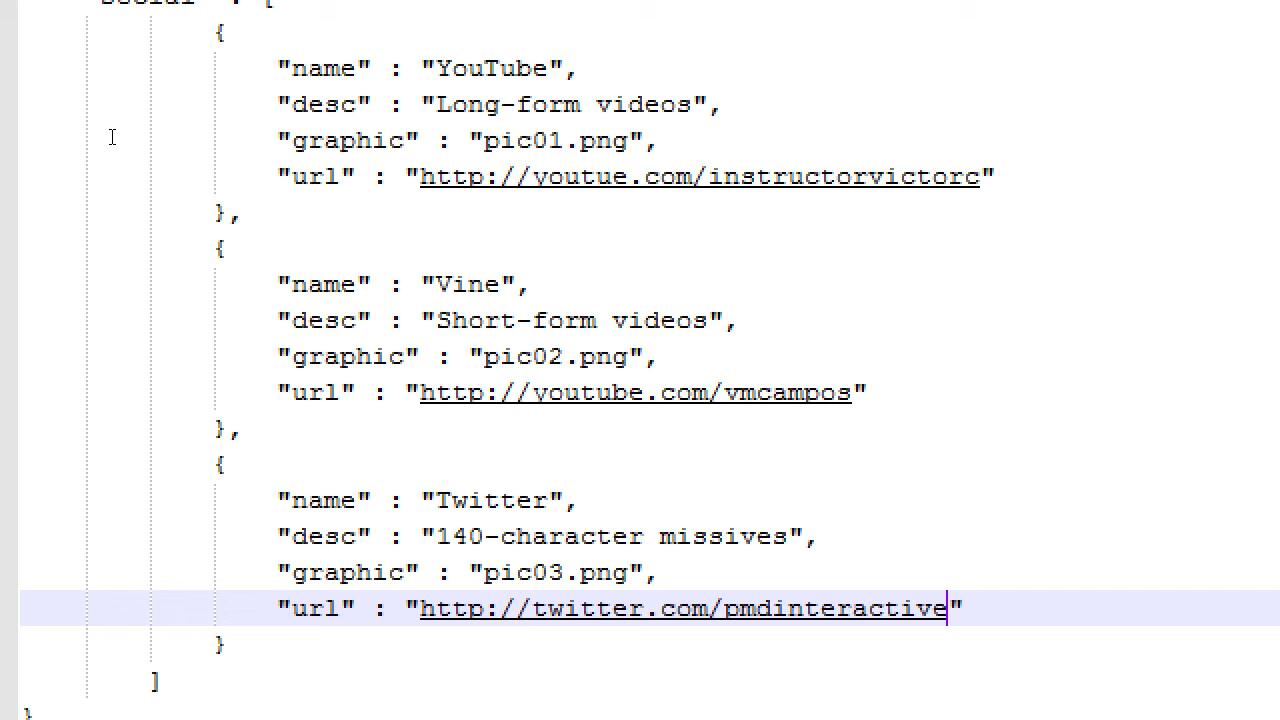 {
"name" : "YouTube",
"desc" : "Long-form videos",
"graphic" : "pic01.png",
"url" : "http://youtue.com/instructorvictorc"
},
{
"name" : "Vine",
"desc" : "Short-form videos",
"graphic" : "pic02.png",
"url" : "http://youtube.com/vmcampos"
},
{
"name" : "Twitter",
"desc" : "140-character missives",
"graphic" : "pic03.png",
"url" : "http://twitter.com/pmdinteractive"
}
]
}